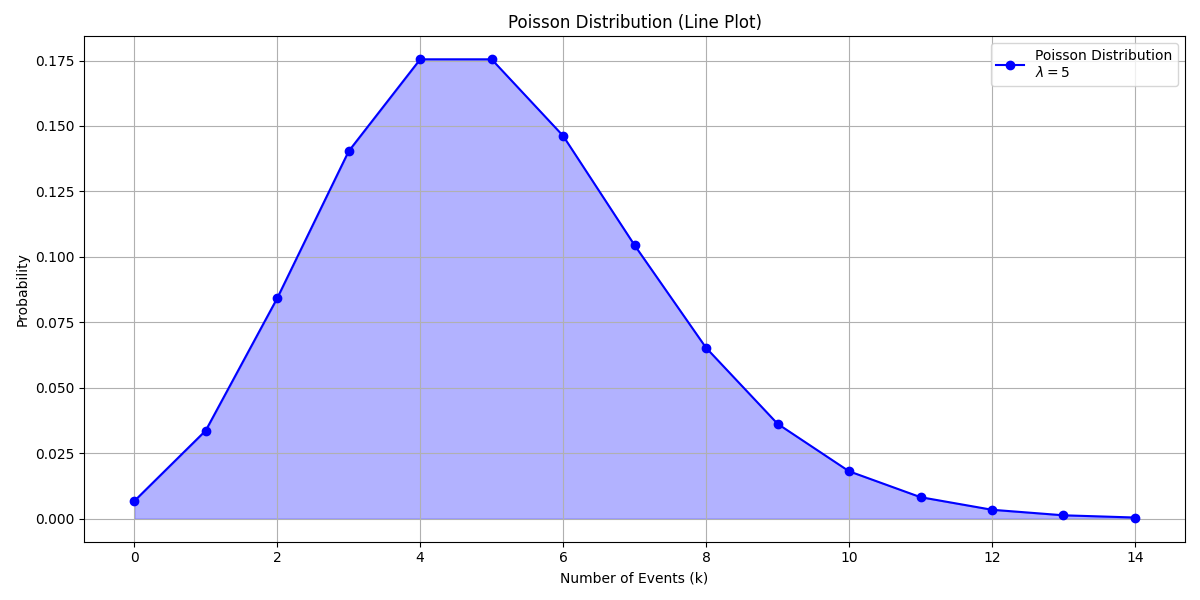 Poisson Distribution (Line Plot)
Poisson Distribution
λ = 5
Probability
0.175
0.150
0.125
0.100
0.075
0.050
0.025
0.000
0 2 4 6 8 10 12 14
Number of Events (k)